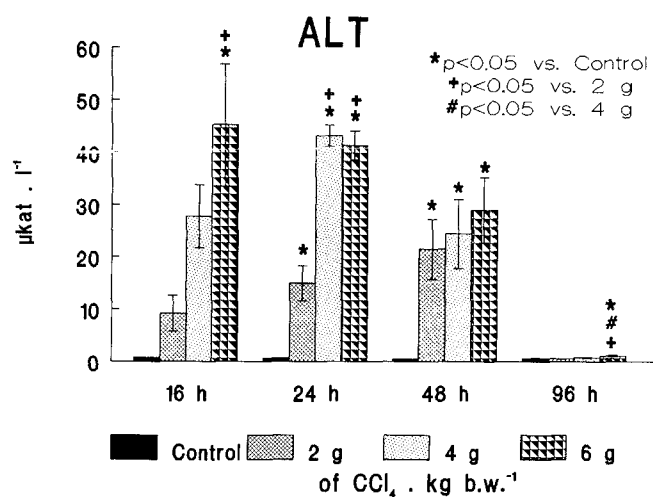 ALT
*p<0.05 vs. Control
+p<0.05 vs. 2 g
#p<0.05 vs. 4 g
µkat . l⁻¹
60
50
40
30
20
10
0
+
*
*
+
*
+
*
*
*
*
*
#
+
16 h 24 h 48 h 96 h
Control 2 g 4 g 6 g
of CCl₄ . kg b.w.⁻¹